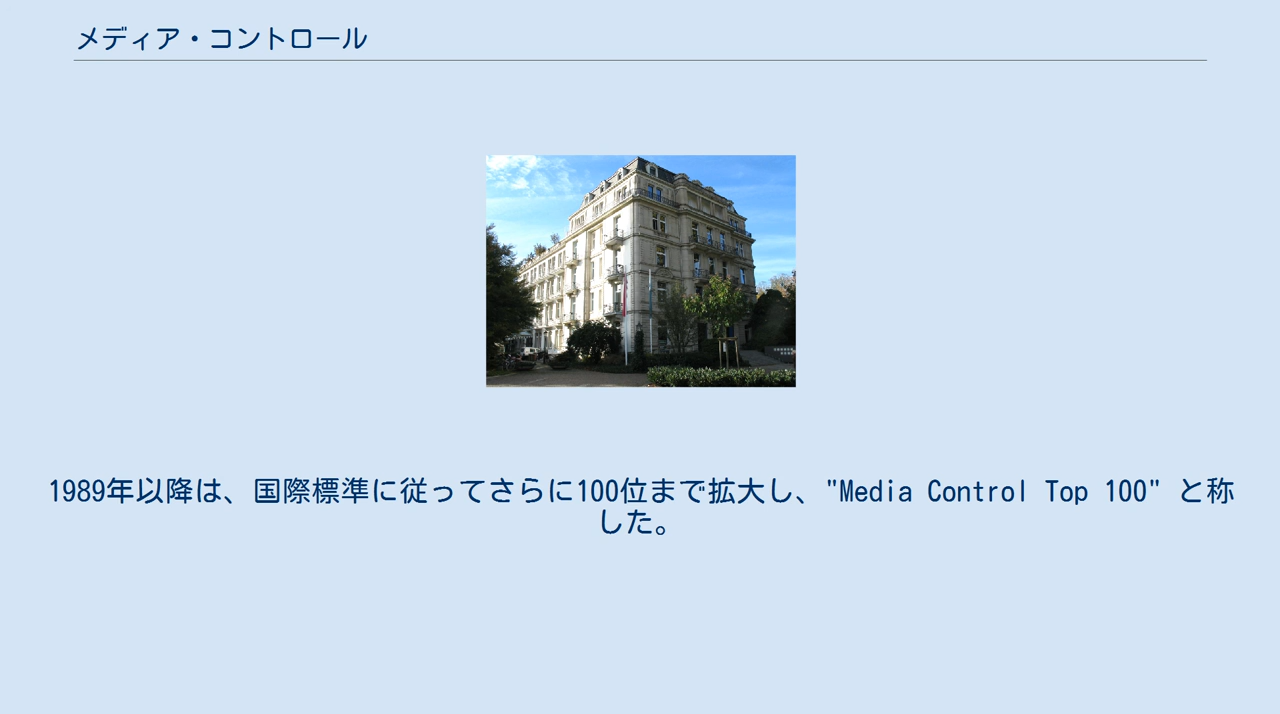 メディア・コントロール
1989年以降は、国際標準に従ってさらに100位まで拡大し、"Media Control Top 100" と称
した。